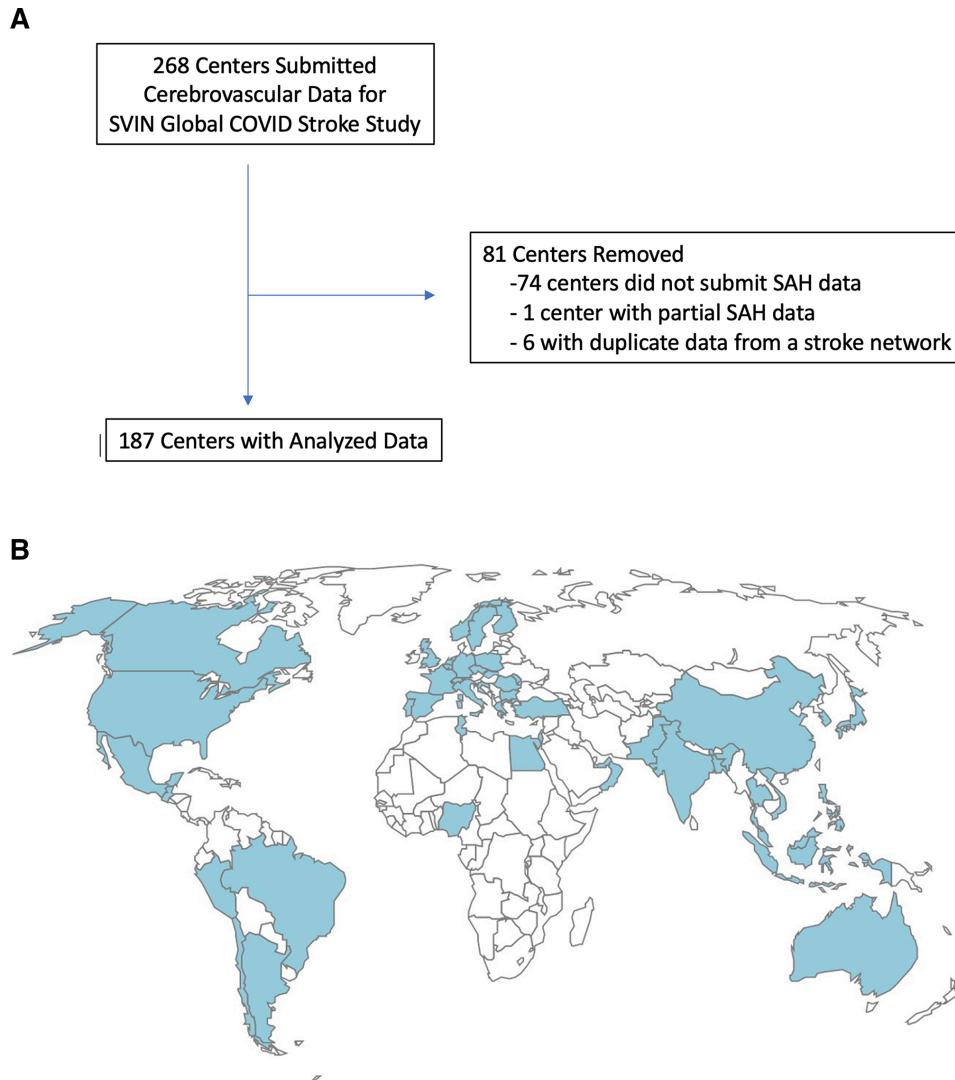 A
268 Centers Submitted
Cerebrovascular Data for
SVIN Global COVID Stroke Study
81 Centers Removed
-74 centers did not submit SAH data
- 1 center with partial SAH data
- 6 with duplicate data from a stroke network
187 Centers with Analyzed Data
B